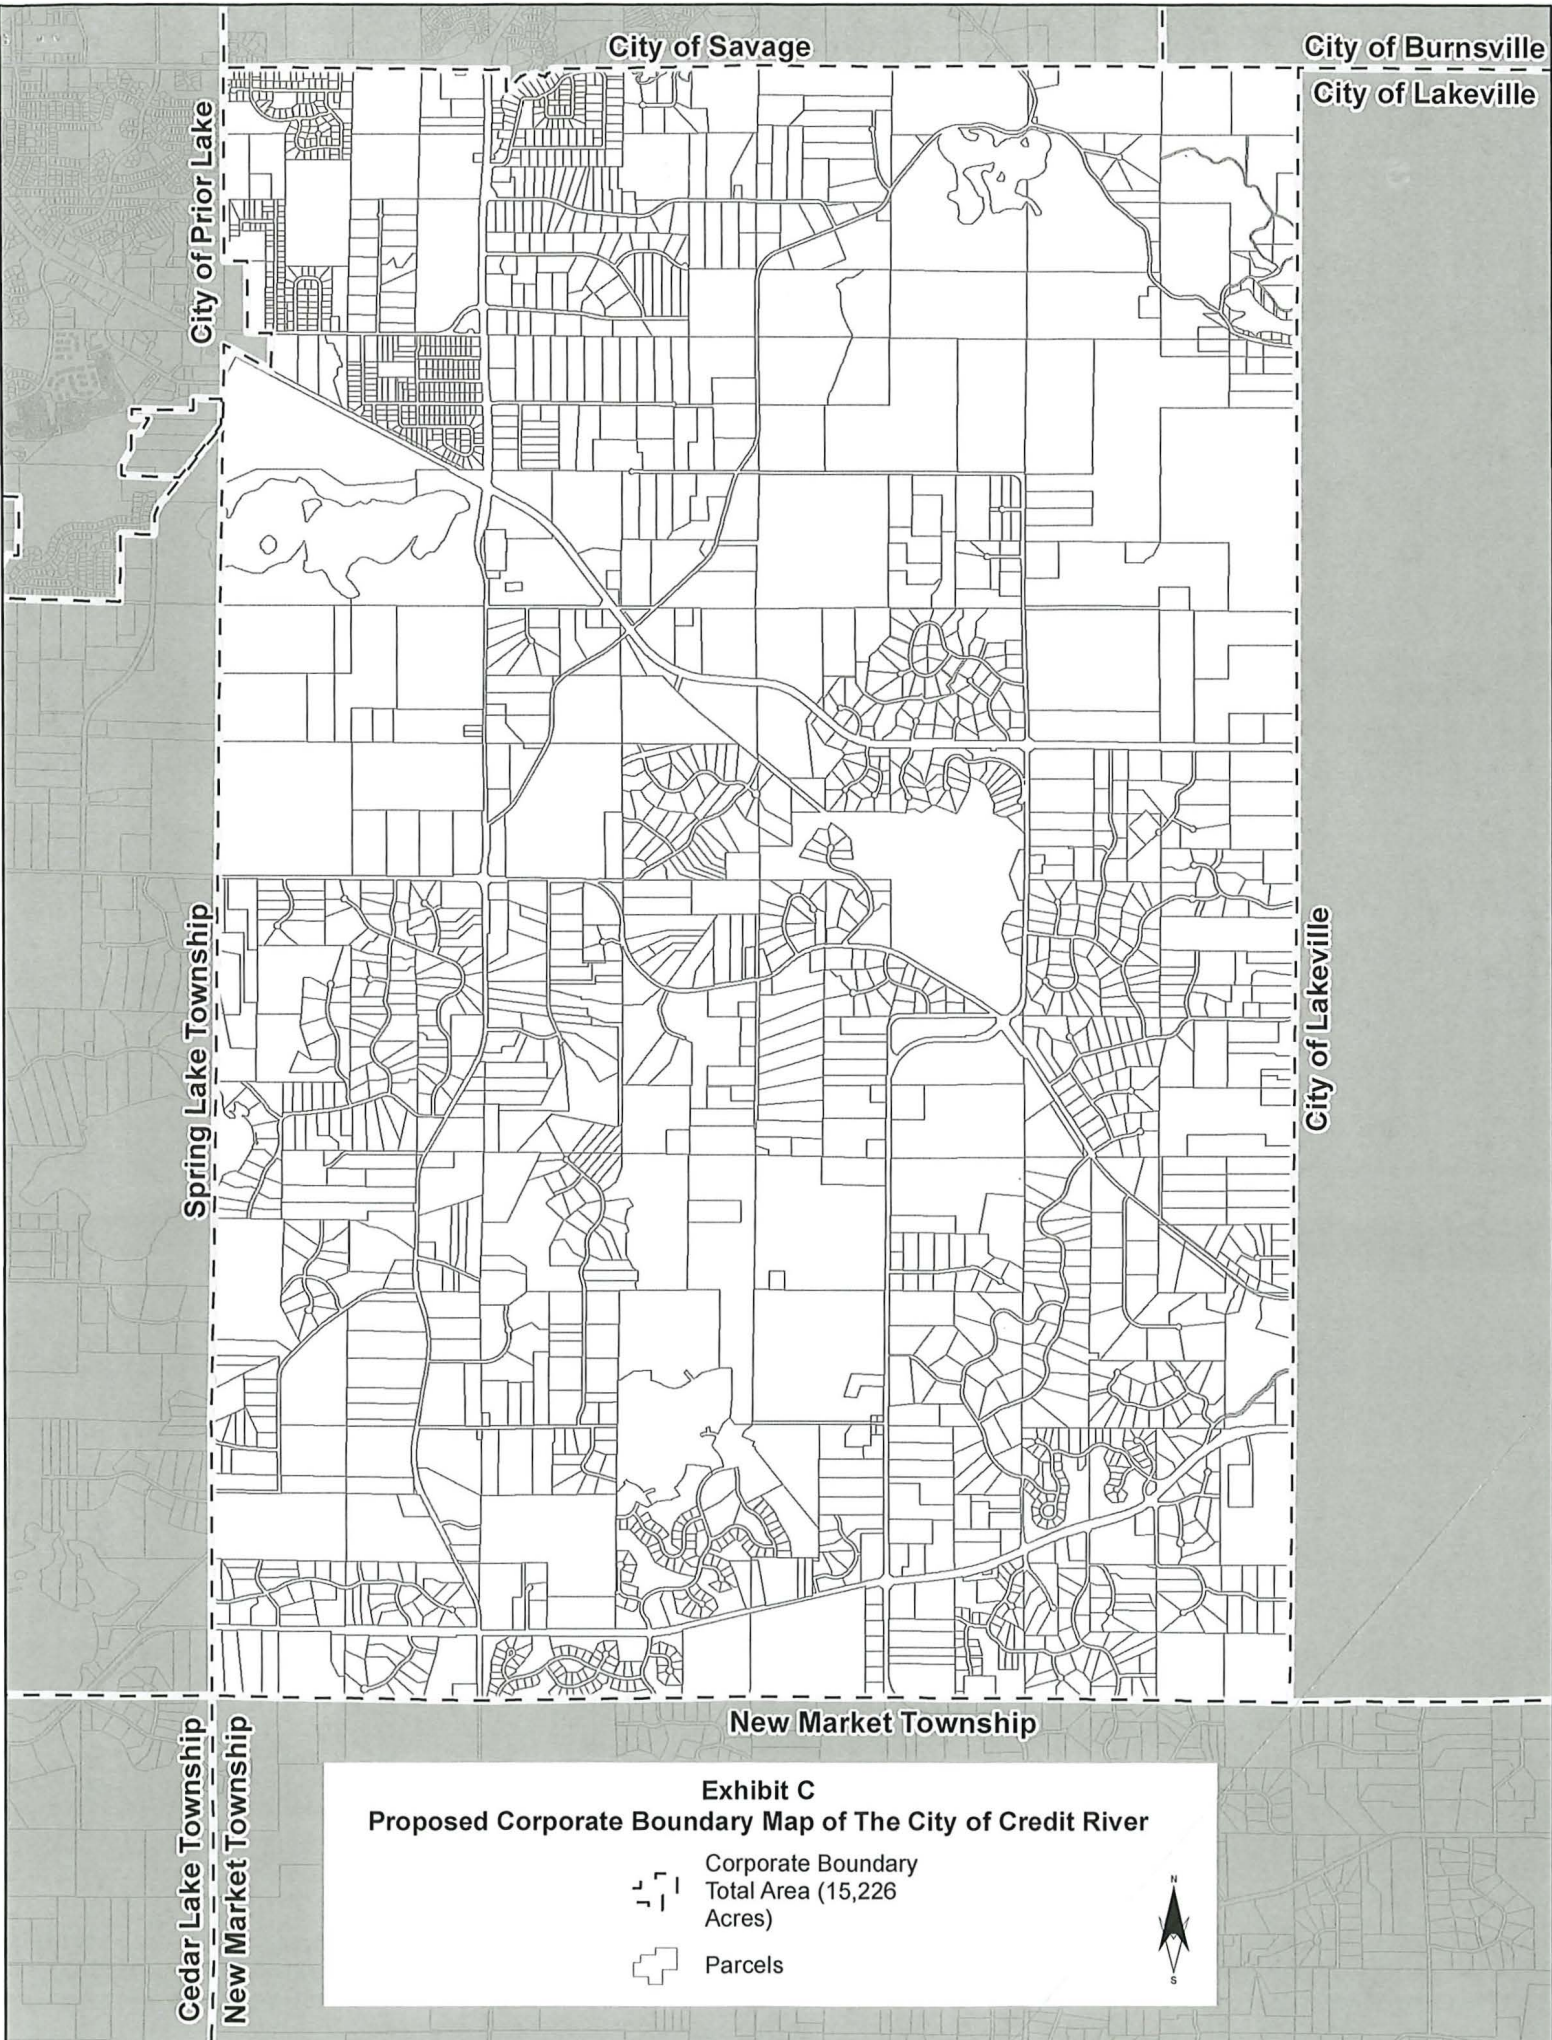 City of Savage
City of Burnsville
City of Lakeville
City of Prior Lake
Spring Lake Township
City of Lakeville
New Market Township
Cedar Lake Township
New Market Township
Exhibit C
Proposed Corporate Boundary Map of The City of Credit River
Corporate Boundary
Total Area (15,226
Acres)
Parcels
N
S